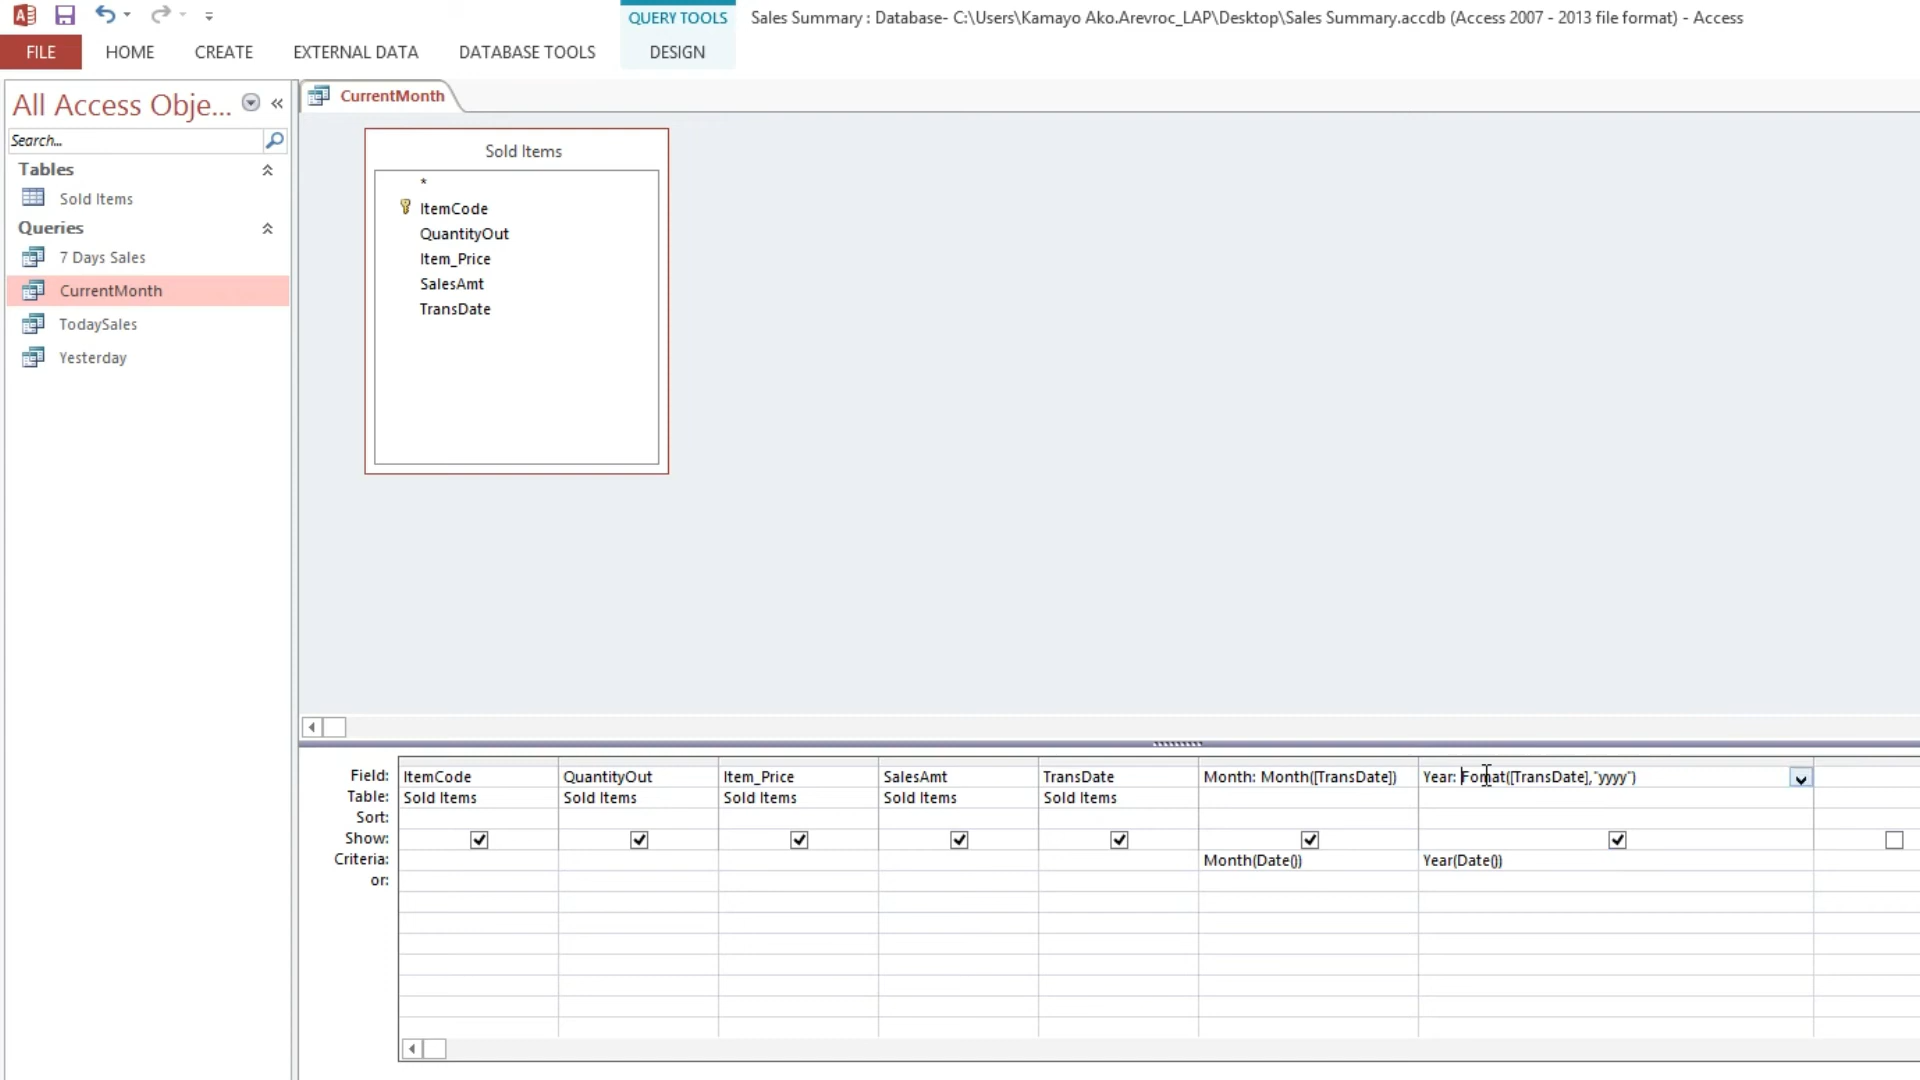 QUERY TOOLS Sales Summary : Database- C:\Users\Kamayo Ako.Arevroc_LAP\Desktop\Sales Summary.accdb (Access 2007 - 2013 file format) - Access
FILE HOME CREATE EXTERNAL DATA DATABASE TOOLS DESIGN
All Access Obje... «
CurrentMonth
Search...
Tables
Sold Items
Queries
7 Days Sales
CurrentMonth
TodaySales
Yesterday
Sold Items
*
ItemCode
QuantityOut
Item_Price
SalesAmt
TransDate
Field: ItemCode QuantityOut Item_Price SalesAmt TransDate Month: Month([TransDate]) Year: Fomat([TransDate],"yyyy")
Table: Sold Items Sold Items Sold Items Sold Items Sold Items
Sort:
Show:
Criteria: Month(Date()) Year(Date())
or: